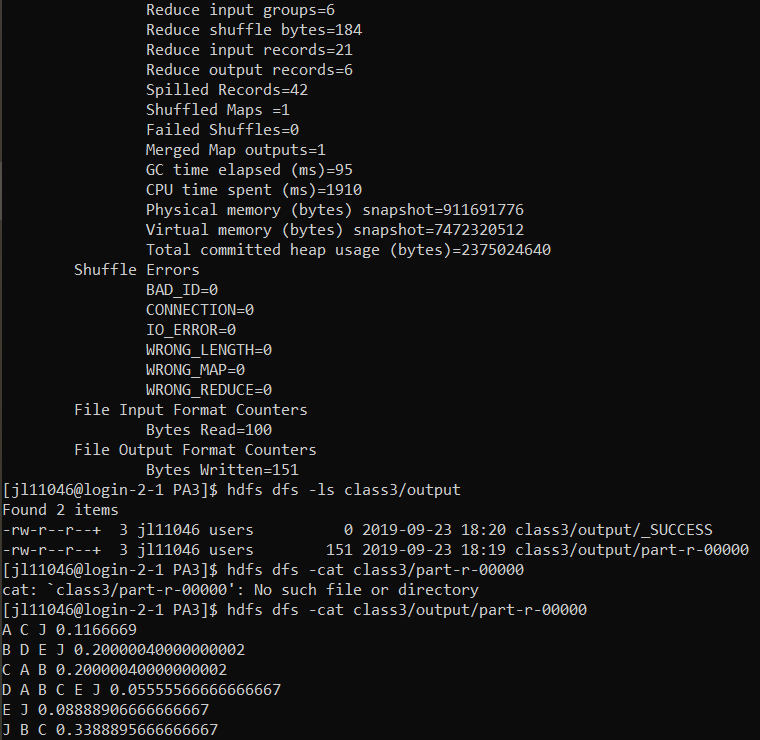 Reduce input groups=6
Reduce shuffle bytes=184
Reduce input records=21
Reduce output records=6
Spilled Records=42
Shuffled Maps =1
Failed Shuffles=0
Merged Map outputs=1
GC time elapsed (ms)=95
CPU time spent (ms)=1910
Physical memory (bytes) snapshot=911691776
Virtual memory (bytes) snapshot=7472320512
Total committed heap usage (bytes)=2375024640
Shuffle Errors
BAD_ID=0
CONNECTION=0
IO_ERROR=0
WRONG_LENGTH=0
WRONG_MAP=0
WRONG_REDUCE=0
File Input Format Counters
Bytes Read=100
File Output Format Counters
Bytes Written=151
[jl11046@login-2-1 PA3]$ hdfs dfs -ls class3/output
Found 2 items
-rw-r--r--+  3 jl11046 users          0 2019-09-23 18:20 class3/output/_SUCCESS
-rw-r--r--+  3 jl11046 users        151 2019-09-23 18:19 class3/output/part-r-00000
[jl11046@login-2-1 PA3]$ hdfs dfs -cat class3/part-r-00000
cat: `class3/part-r-00000': No such file or directory
[jl11046@login-2-1 PA3]$ hdfs dfs -cat class3/output/part-r-00000
A C J 0.1166669
B D E J 0.20000040000000002
C A B 0.20000040000000002
D A B C E J 0.05555566666666667
E J 0.08888906666666667
J B C 0.3388895666666667